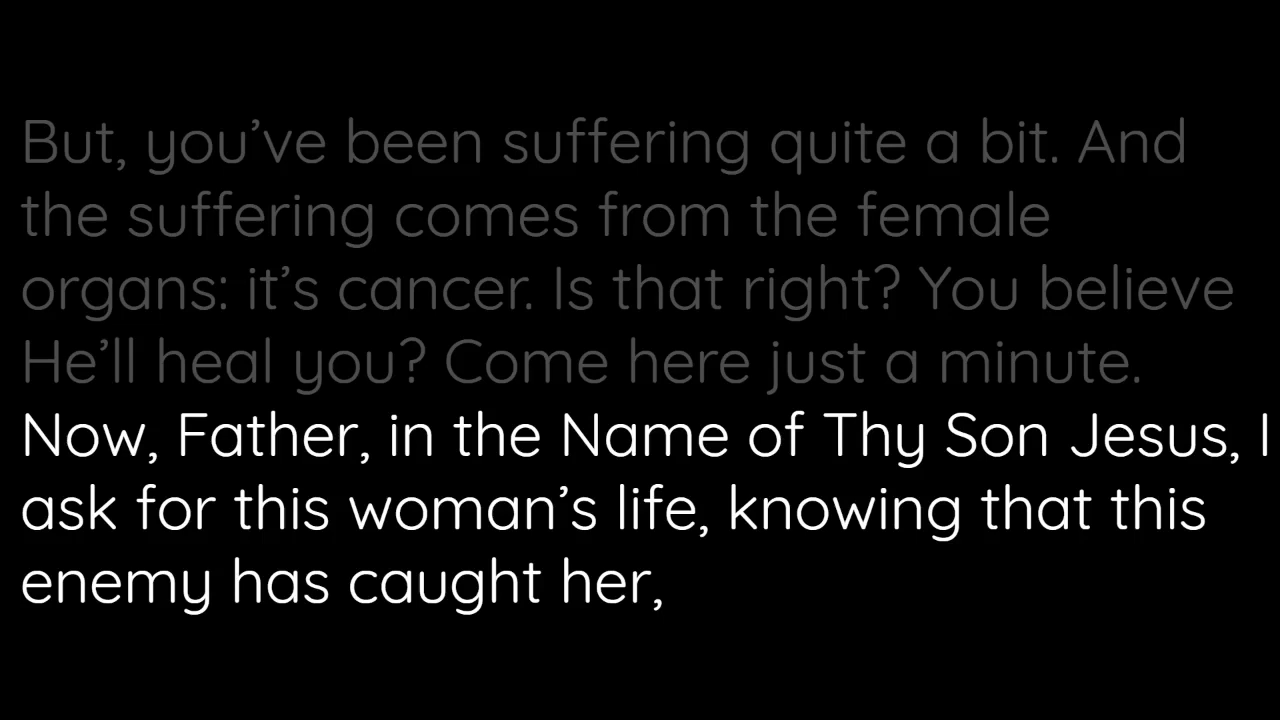 But, you’ve been suffering quite a bit. And
the suffering comes from the female
organs: it’s cancer. Is that right? You believe
He’ll heal you? Come here just a minute.
Now, Father, in the Name of Thy Son Jesus, I
ask for this woman’s life, knowing that this
enemy has caught her,